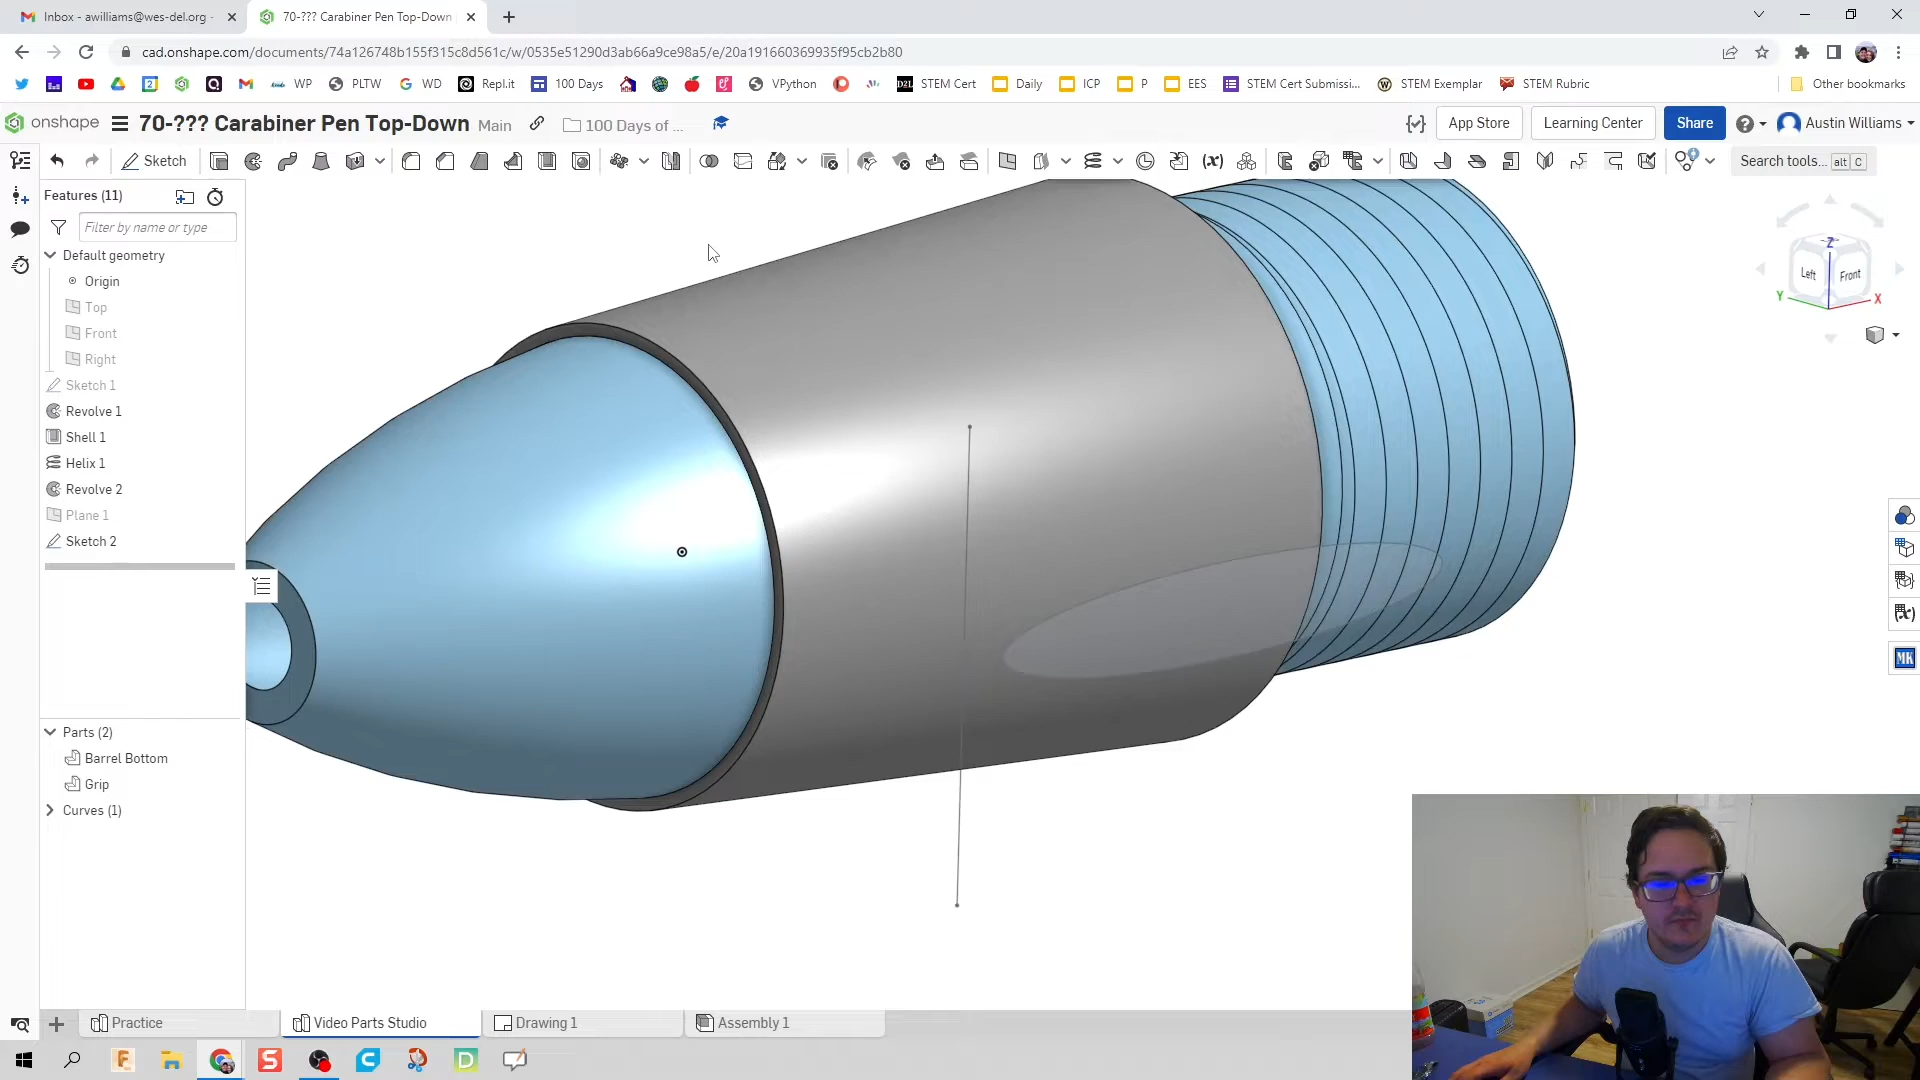 Inbox - awilliams@wes-del.org -
70-??? Carabiner Pen Top-Down
cad.onshape.com/documents/74a126748b155f315c8d561c/w/0535e51290d3ab66a9ce98a5/e/20a191660369935f95cb2b80
WP
PLTW
WD
Repl.it
100 Days
VPython
STEM Cert
Daily
ICP
P
EES
STEM Cert Submissi...
STEM Exemplar
STEM Rubric
Other bookmarks
onshape
70-??? Carabiner Pen Top-Down Main
100 Days of ...
App Store
Learning Center
Share
Austin Williams
Sketch
Search tools... alt C
Features (11)
Filter by name or type
Default geometry
Origin
Top
Front
Right
Sketch 1
Revolve 1
Shell 1
Helix 1
Revolve 2
Plane 1
Sketch 2
Parts (2)
Barrel Bottom
Grip
Curves (1)
Z
Left
Front
Y
X
MK
Practice
Video Parts Studio
Drawing 1
Assembly 1